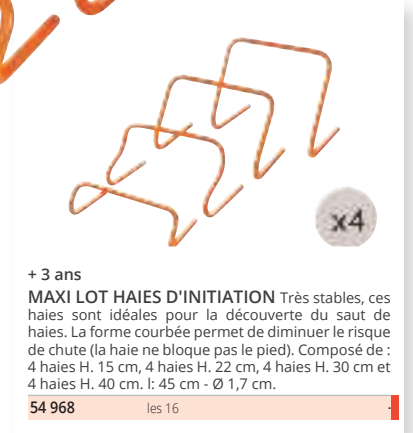 x4
+ 3 ans
MAXI LOT HAIES D'INITIATION Très stables, ces
haies sont idéales pour la découverte du saut de
haies. La forme courbée permet de diminuer le risque
de chute (la haie ne bloque pas le pied). Composé de :
4 haies H. 15 cm, 4 haies H. 22 cm, 4 haies H. 30 cm et
4 haies H. 40 cm. l: 45 cm - Ø 1,7 cm.
54 968 les 16